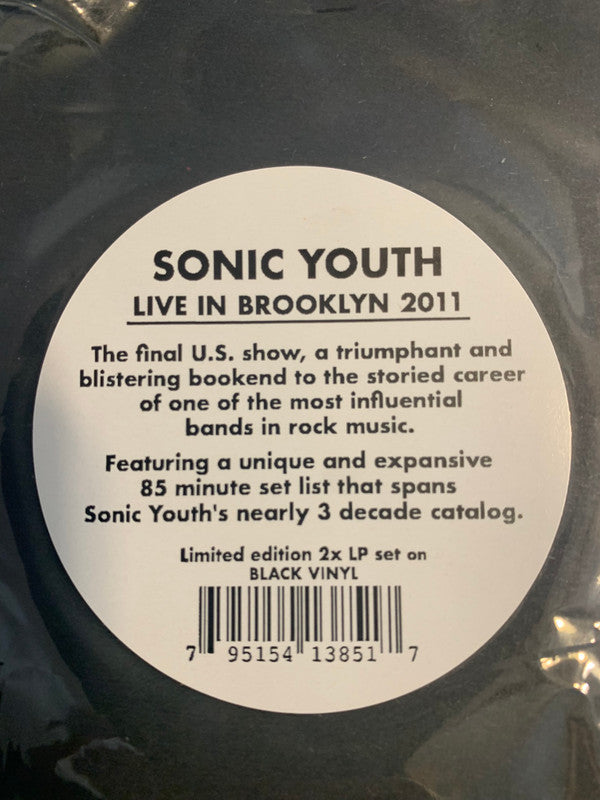 SONIC YOUTH
LIVE IN BROOKLYN 2011
The final U.S. show, a triumphant and
blistering bookend to the storied career
of one of the most influential
bands in rock music.
Featuring a unique and expansive
85 minute set list that spans
Sonic Youth's nearly 3 decade catalog.
Limited edition 2x LP set on
BLACK VINYL
7 95154 13851 7